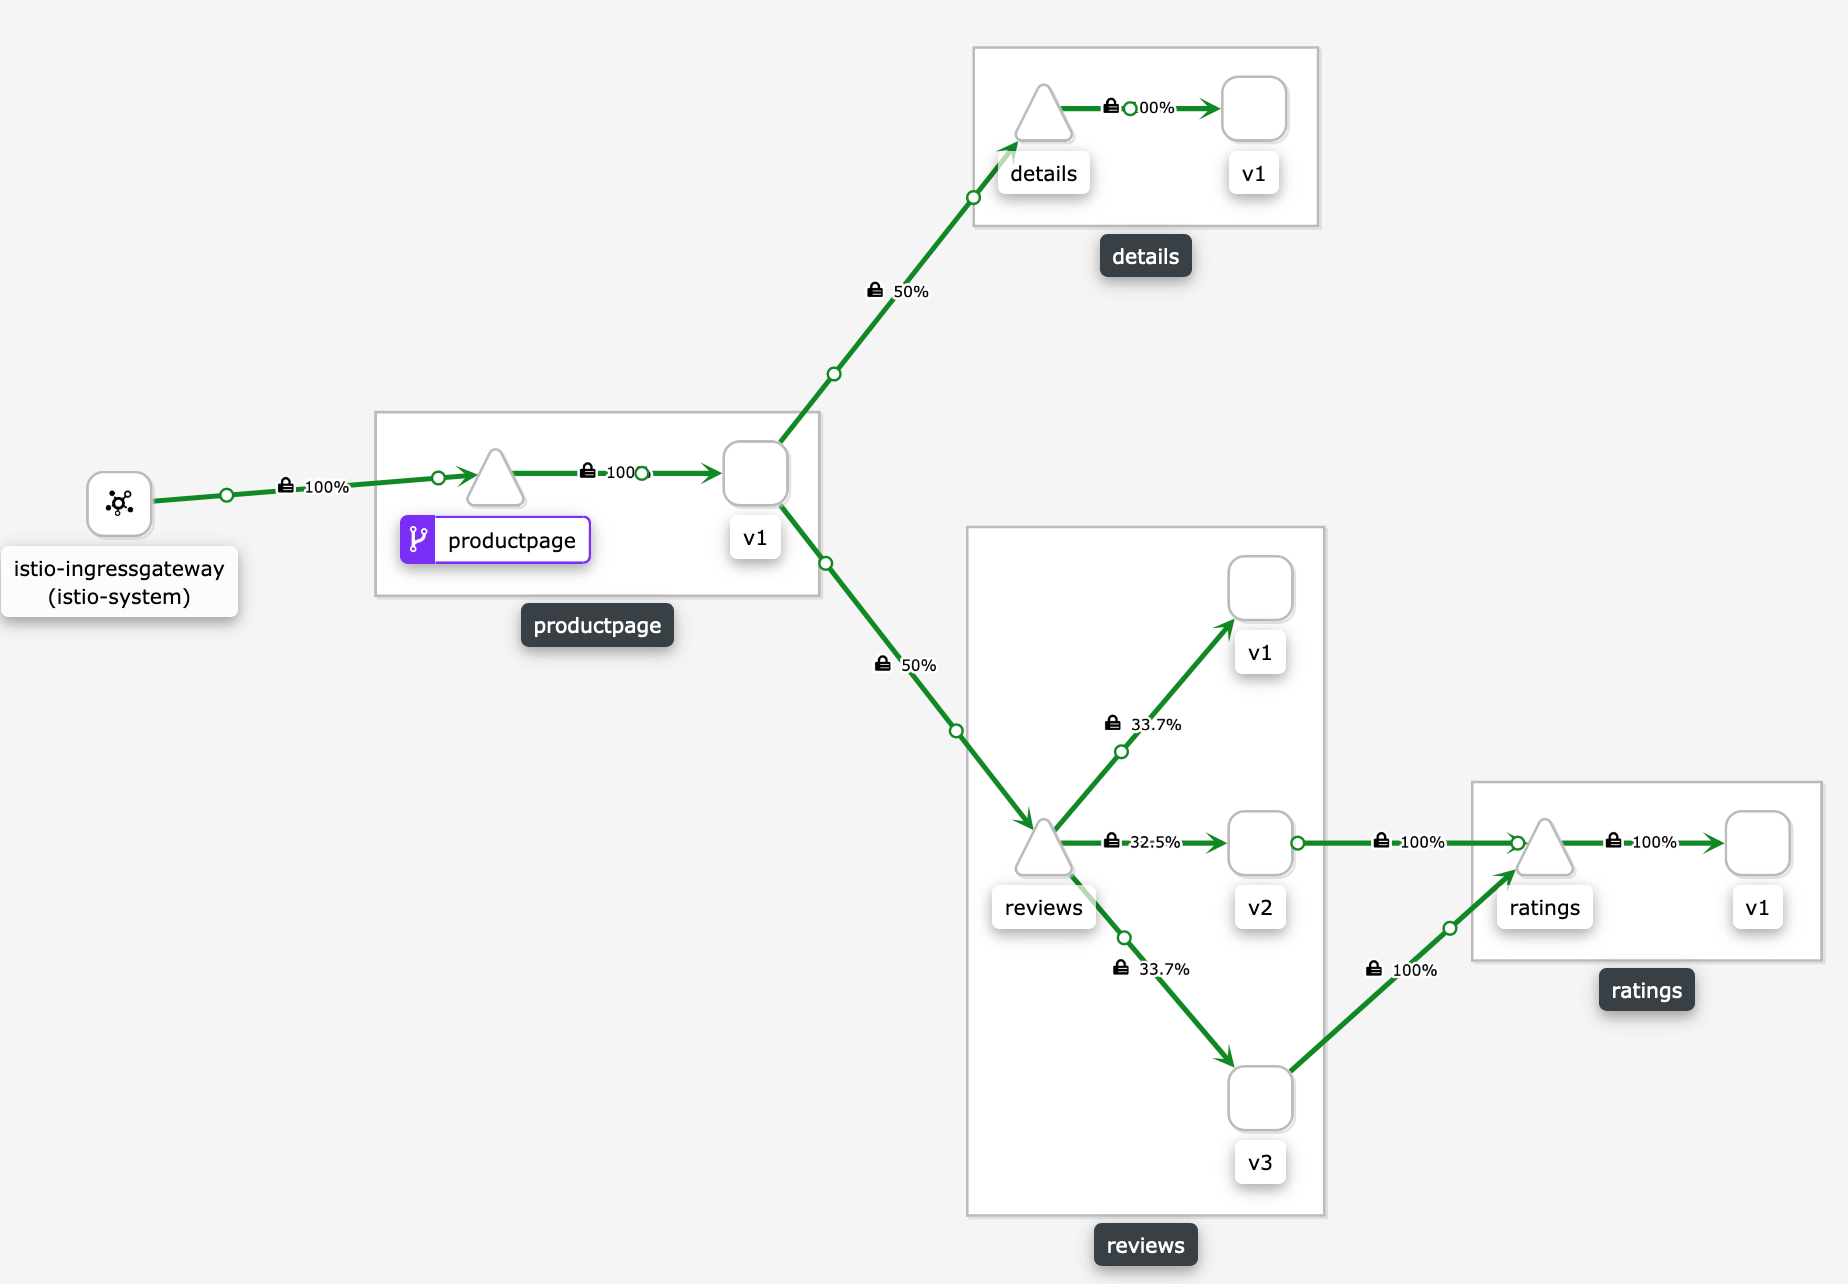 100%
details
v1
details
50%
100%
istio-ingressgateway
(istio-system)
100%
productpage
v1
productpage
50%
v1
33.7%
32.5%
reviews
v2
33.7%
v3
reviews
100%
100%
100%
ratings
v1
ratings